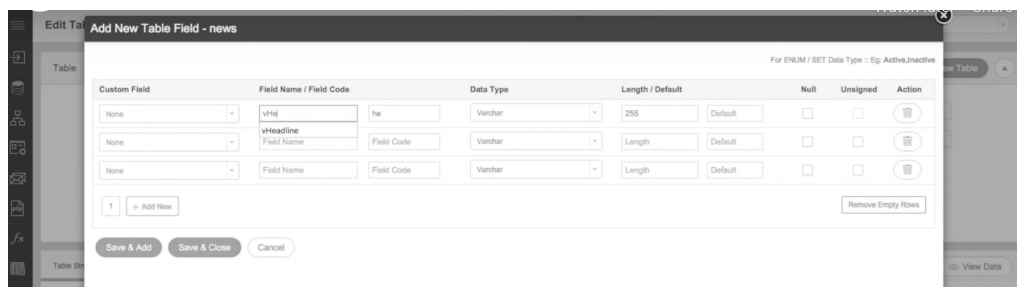 Edit Tal
Add New Table Field - news
Table
For ENUM / SET Data Type :: Eg: Active,Inactive
ew Table
Custom Field Field Name / Field Code Data Type Length / Default Null Unsigned Action
None vHe he Varchar 255 Default
vHeadline
None Field Name Field Code Varchar Length Default
None Field Name Field Code Varchar Length Default
1 + Add New Remove Empty Rows
php
fx
Save & Add Save & Close Cancel
Table Str
View Data